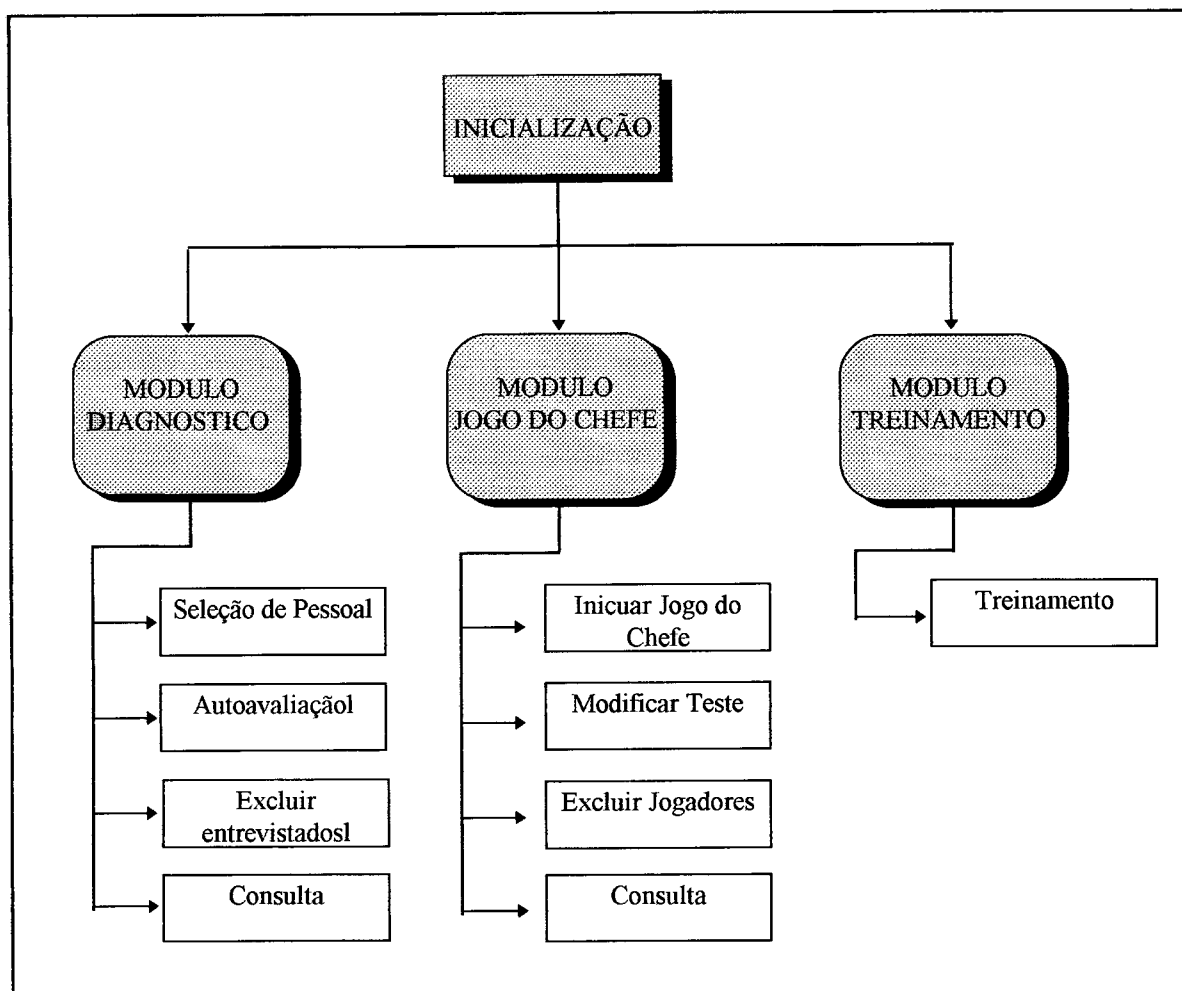 INICIALIZAÇÃO
MODULO
DIAGNOSTICO
MODULO
JOGO DO CHEFE
MODULO
TREINAMENTO
Seleção de Pessoal
Autoavaliaçãol
Excluir
entrevistadosl
Consulta
Inicuar Jogo do
Chefe
Modificar Teste
Excluir Jogadores
Consulta
Treinamento